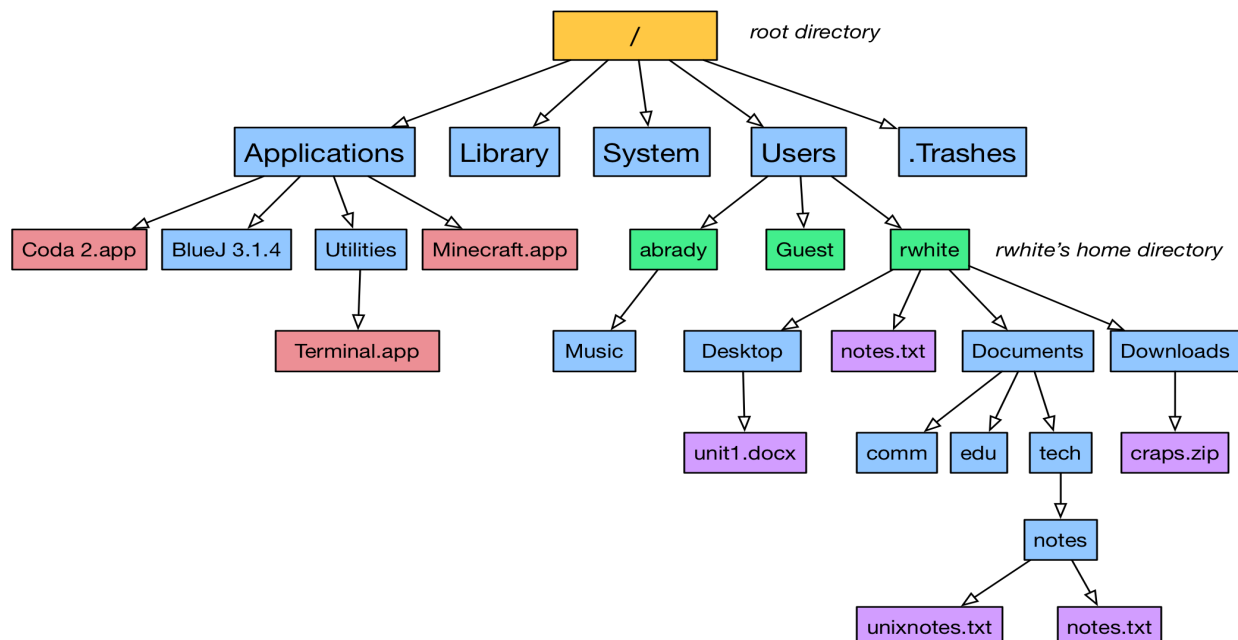 /
root directory
Applications
Library
System
Users
.Trashes
Coda 2.app
BlueJ 3.1.4
Utilities
Minecraft.app
abrady
Guest
rwhite
rwhite's home directory
Terminal.app
Music
Desktop
notes.txt
Documents
Downloads
unit1.docx
comm
edu
tech
craps.zip
notes
unixnotes.txt
notes.txt